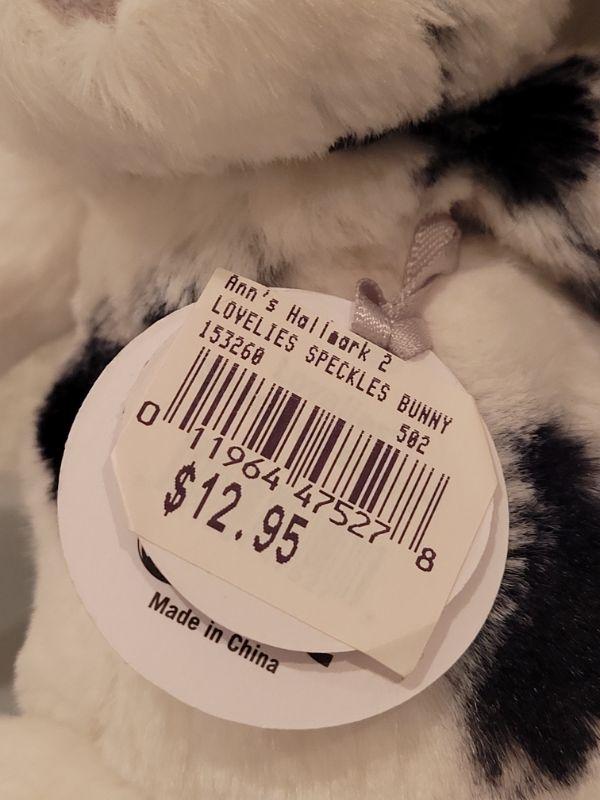 Ann's Hallmark 2
LOVELIES SPECKLES BUNNY
153260 502
0 11964 47527 8
$12.95
Made in China